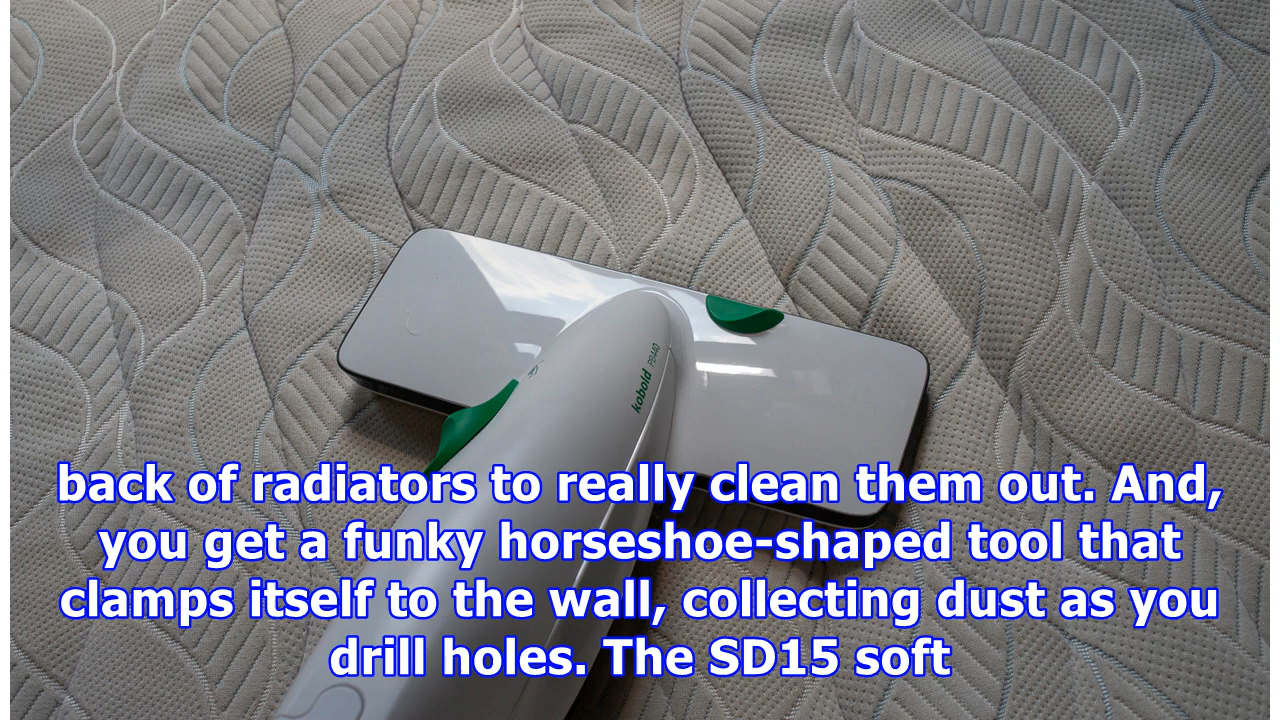 kobold PB440
back of radiators to really clean them out. And,
you get a funky horseshoe-shaped tool that
clamps itself to the wall, collecting dust as you
drill holes. The SD15 soft